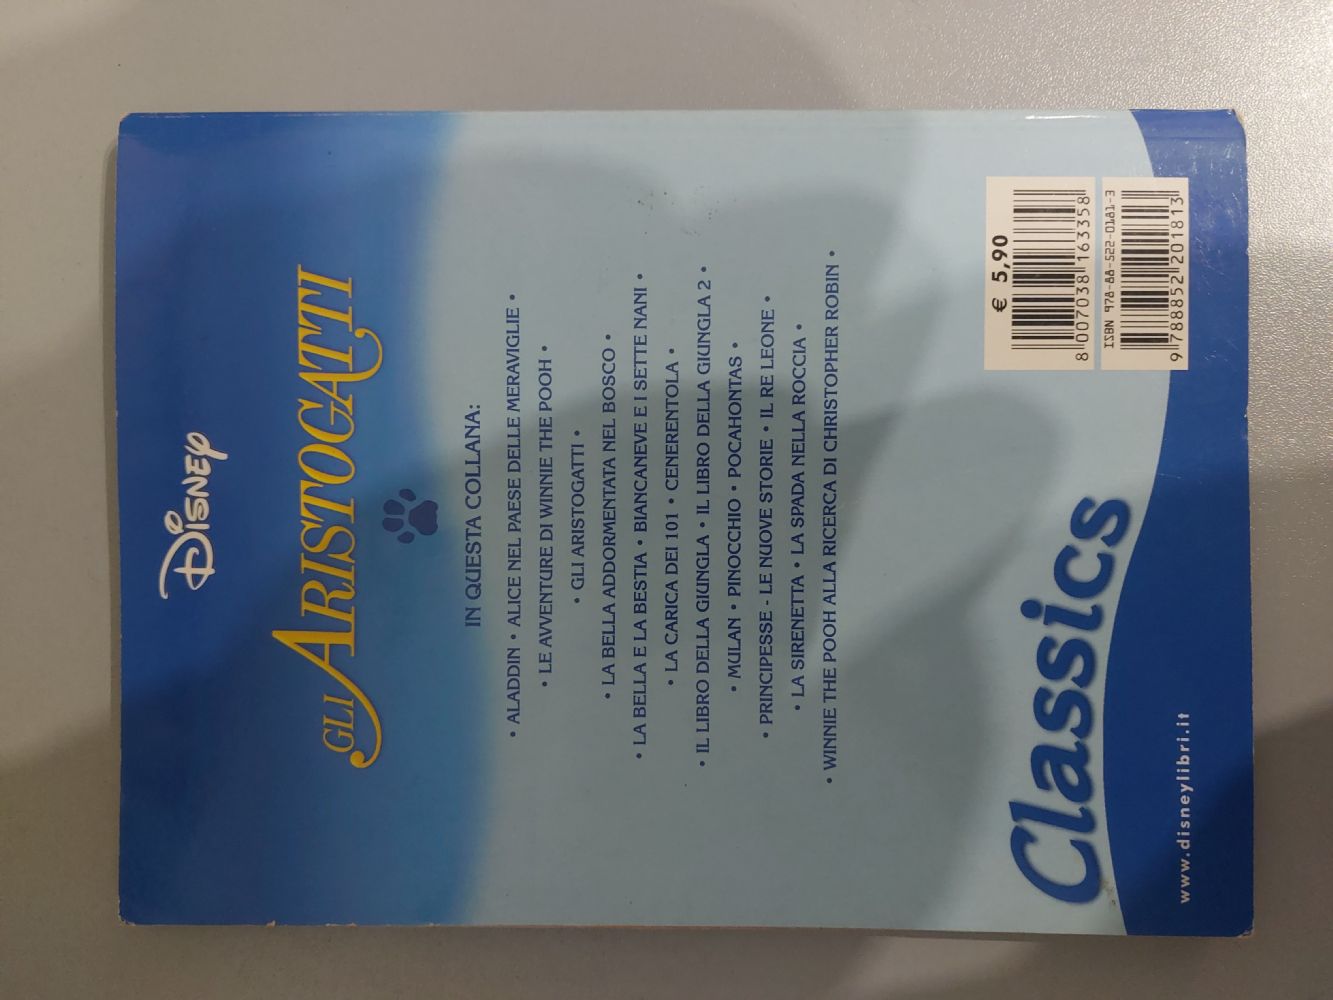 DISNEY
GLI ARISTOGATTI
IN QUESTA COLLANA:
• ALADDIN • ALICE NEL PAESE DELLE MERAVIGLIE •
• LE AVVENTURE DI WINNIE THE POOH •
• GLI ARISTOGATTI •
• LA BELLA ADDORMENTATA NEL BOSCO •
• LA BELLA E LA BESTIA • BIANCANEVE E I SETTE NANI •
• LA CARICA DEI 101 • CENERENTOLA •
• IL LIBRO DELLA GIUNGLA • IL LIBRO DELLA GIUNGLA 2 •
• MULAN • PINOCCHIO • POCAHONTAS •
• PRINCIPESSE - LE NUOVE STORIE • IL RE LEONE •
• LA SIRENETTA • LA SPADA NELLA ROCCIA •
• WINNIE THE POOH ALLA RICERCA DI CHRISTOPHER ROBIN •
Classics
€ 5,90
8 007038 163358
ISBN 978-88-522-0181-3
9 788852 201813
www.disneylibri.it